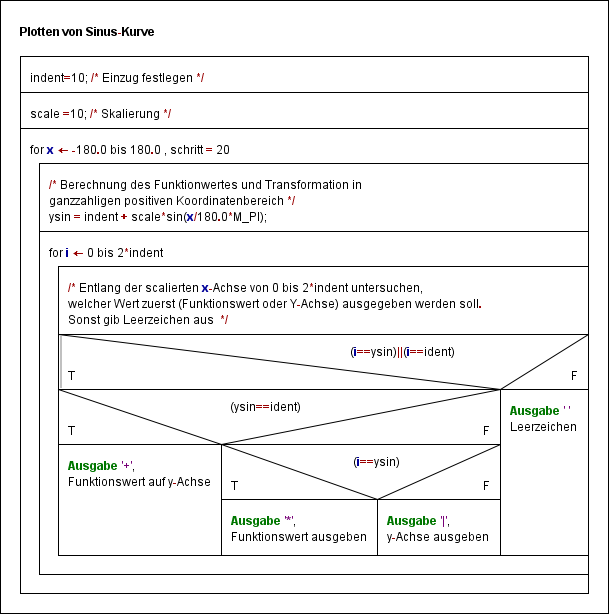 Plotten von Sinus-Kurve
indent=10; /* Einzug festlegen */
scale =10; /* Skalierung */
for x ← -180.0 bis 180.0 , schritt = 20
/* Berechnung des Funktionwertes und Transformation in
ganzzahligen positiven Koordinatenbereich */
ysin = indent + scale*sin(x/180.0*M_PI);
for i ← 0 bis 2*indent
/* Entlang der scalierten x-Achse von 0 bis 2*indent untersuchen,
welcher Wert zuerst (Funktionswert oder Y-Achse) ausgegeben werden soll.
Sonst gib Leerzeichen aus */
(i==ysin)||(i==ident)
T F
(ysin==ident)
T F
Ausgabe ' '
Leerzeichen
(i==ysin)
T F
Ausgabe '+',
Funktionswert auf y-Achse
Ausgabe '*',
Funktionswert ausgeben
Ausgabe '|',
y-Achse ausgeben